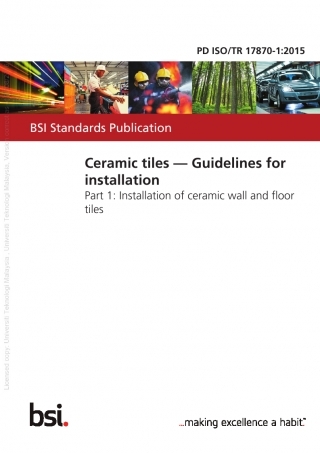 PD ISO/TR 17870-1:2015
BSI Standards Publication
Ceramic tiles — Guidelines for
installation
Part 1: Installation of ceramic wall and floor
tiles
bsi.
...making excellence a habit.™
Licensed copy: Universiti Teknologi Malaysia, Universiti Teknologi Malaysia,